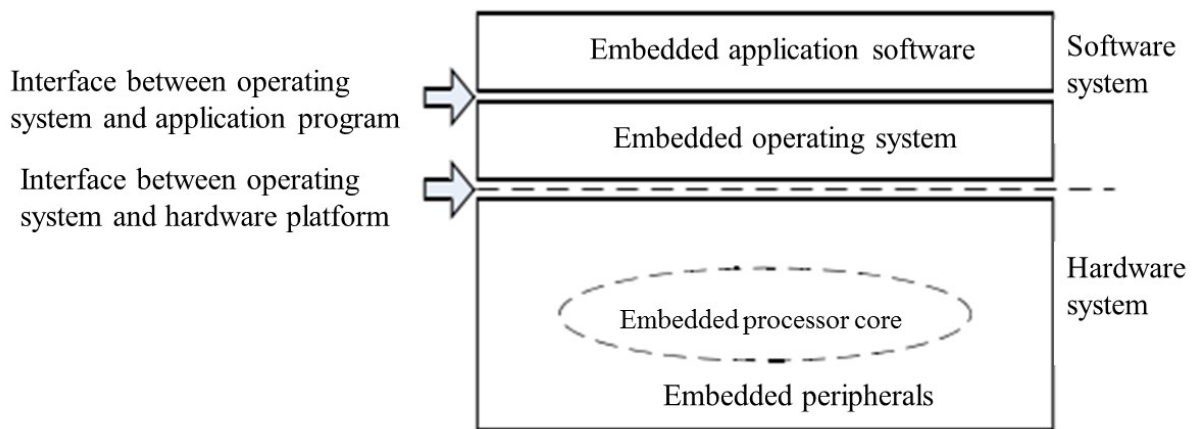 Embedded application software
Software
system
Interface between operating
system and application program
Embedded operating system
Interface between operating
system and hardware platform
Hardware
system
Embedded processor core
Embedded peripherals